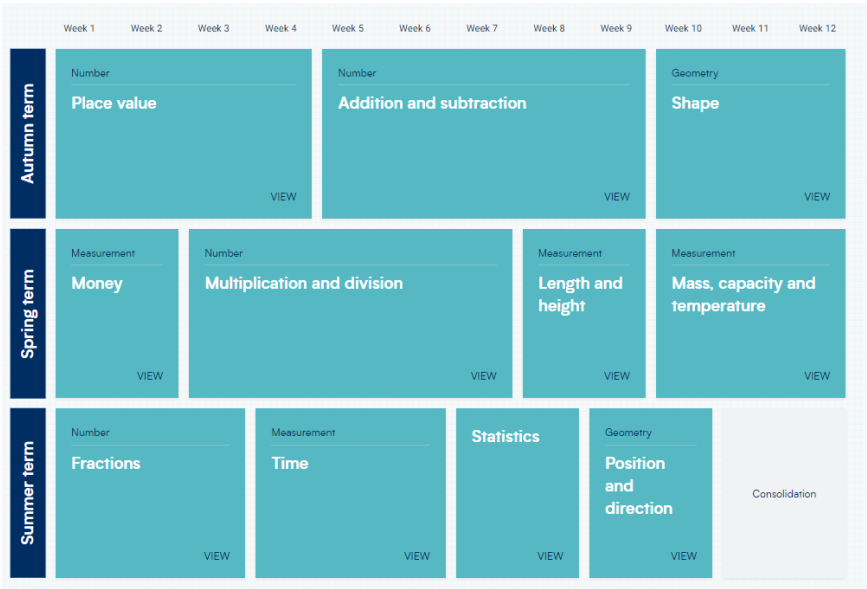 Week 1 Week 2 Week 3 Week 4 Week 5 Week 6 Week 7 Week 8 Week 9 Week 10 Week 11 Week 12
Autumn term
Number
Place value
VIEW
Number
Addition and subtraction
VIEW
Geometry
Shape
VIEW
Spring term
Measurement
Money
VIEW
Number
Multiplication and division
VIEW
Measurement
Length and
height
VIEW
Measurement
Mass, capacity and
temperature
VIEW
Summer term
Number
Fractions
VIEW
Measurement
Time
VIEW
Statistics
VIEW
Geometry
Position
and
direction
VIEW
Consolidation